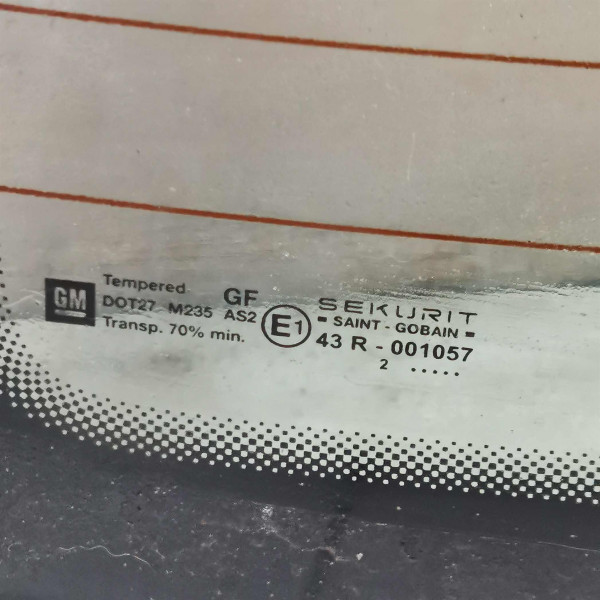 GM
Tempered GF
DOT27 M235 AS2
Transp. 70% min.
E1
SEKURIT
SAINT-GOBAIN
43 R - 001057
2 .....